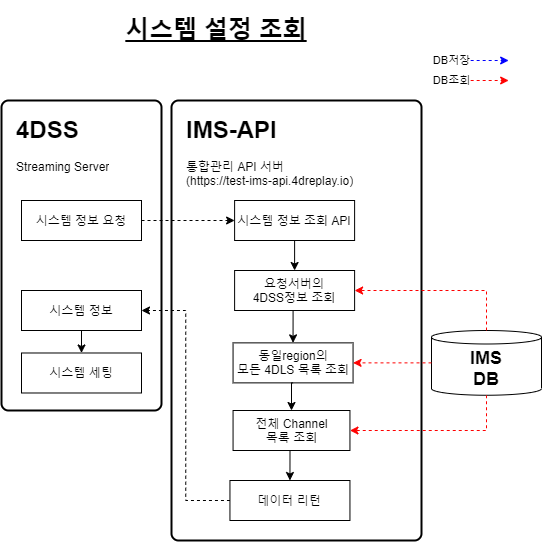 시스템 설정 조회
DB저장
DB조회
4DSS
Streaming Server
시스템 정보 요청
시스템 정보
시스템 세팅
IMS-API
통합관리 API 서버
(https://test-ims-api.4dreplay.io)
시스템 정보 조회 API
요청서버의
4DSS정보 조회
동일region의
모든 4DLS 목록 조회
전체 Channel
목록 조회
데이터 리턴
IMS
DB